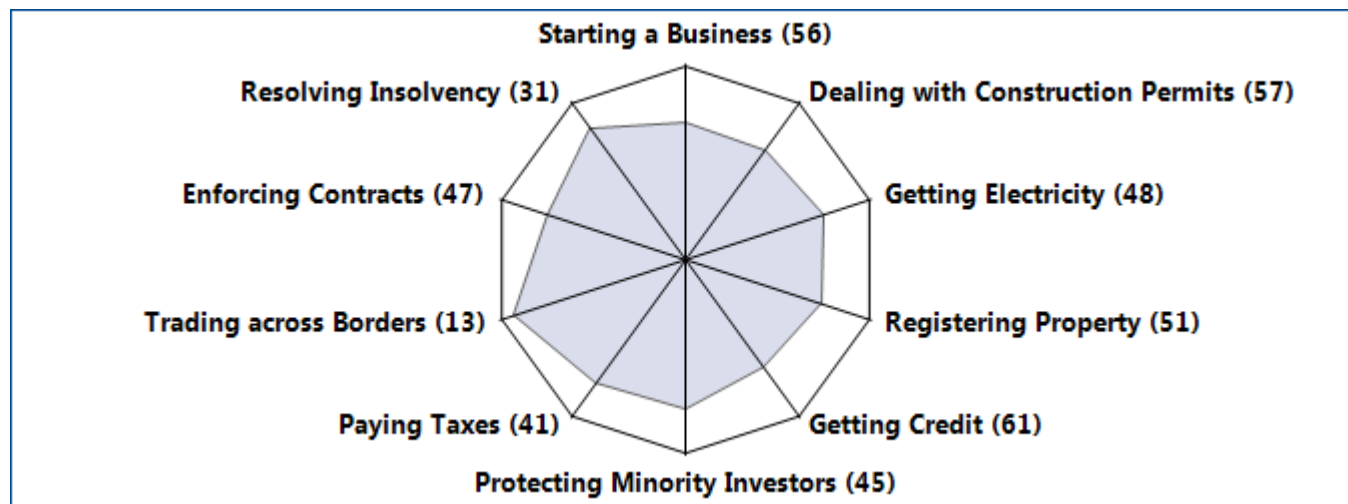 Starting a Business (56)
Resolving Insolvency (31)
Dealing with Construction Permits (57)
Enforcing Contracts (47)
Getting Electricity (48)
Trading across Borders (13)
Registering Property (51)
Paying Taxes (41)
Getting Credit (61)
Protecting Minority Investors (45)